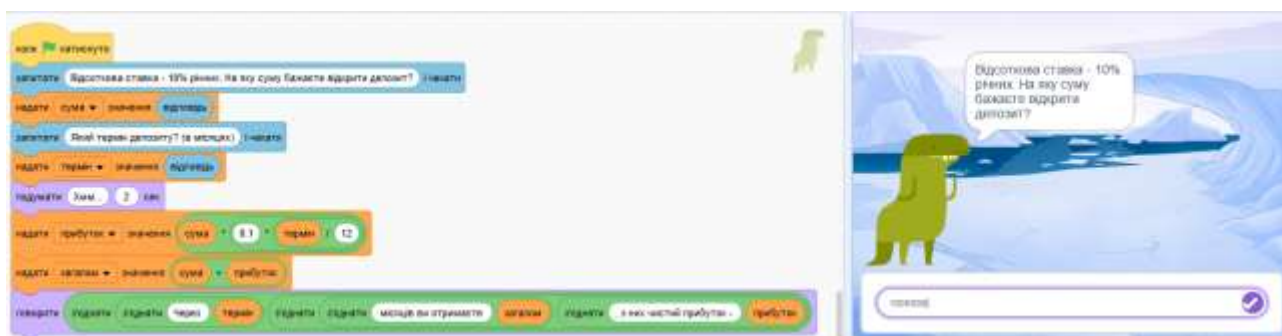 коли натиснуто
запитати Відсоткова ставка - 10% річних. На яку суму бажаєте відкрити депозит? і чекати
надати сума значення відповідь
запитати Який термін депозиту? (в місяцях) і чекати
надати термін значення відповідь
подумати Хмм... 2 сек
надати прибуток значення сума * 0.1 * термін / 12
надати загалом значення сума + прибуток
говорити з'єднати з'єднати Через термін з'єднати з'єднати місяців ви отримаєте загалом з'єднати з них чистий прибуток - прибуток
Відсоткова ставка - 10%
річних. На яку суму
бажаєте відкрити
депозит?